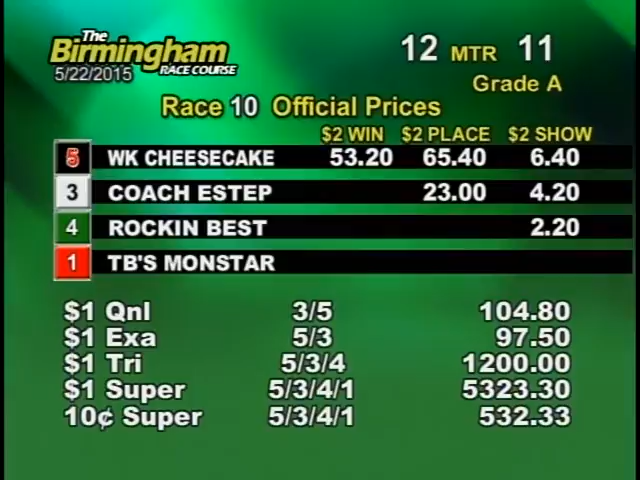 The
Birmingham
RACE COURSE
5/22/2015
12 MTR 11
Grade A
Race 10 Official Prices
$2 WIN $2 PLACE $2 SHOW
5 WK CHEESECAKE 53.20 65.40 6.40
3 COACH ESTEP 23.00 4.20
4 ROCKIN BEST 2.20
1 TB'S MONSTAR
$1 Qnl 3/5 104.80
$1 Exa 5/3 97.50
$1 Tri 5/3/4 1200.00
$1 Super 5/3/4/1 5323.30
10¢ Super 5/3/4/1 532.33